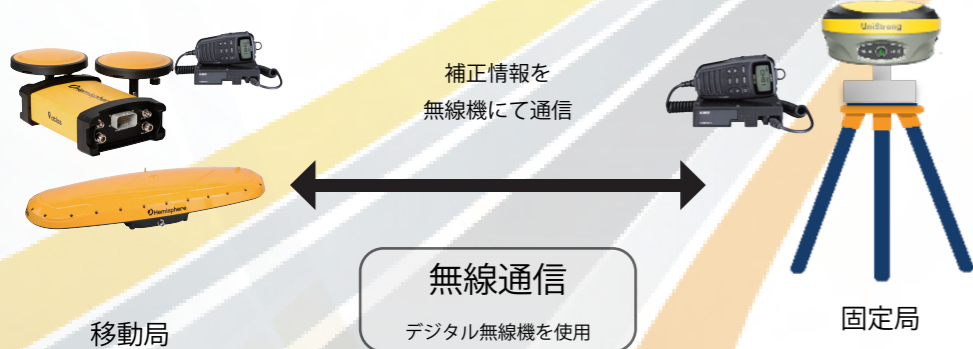 UniStrong
補正情報を
無線機にて通信
Hemisphere
Hemisphere
無線通信
デジタル無線機を使用
移動局
固定局